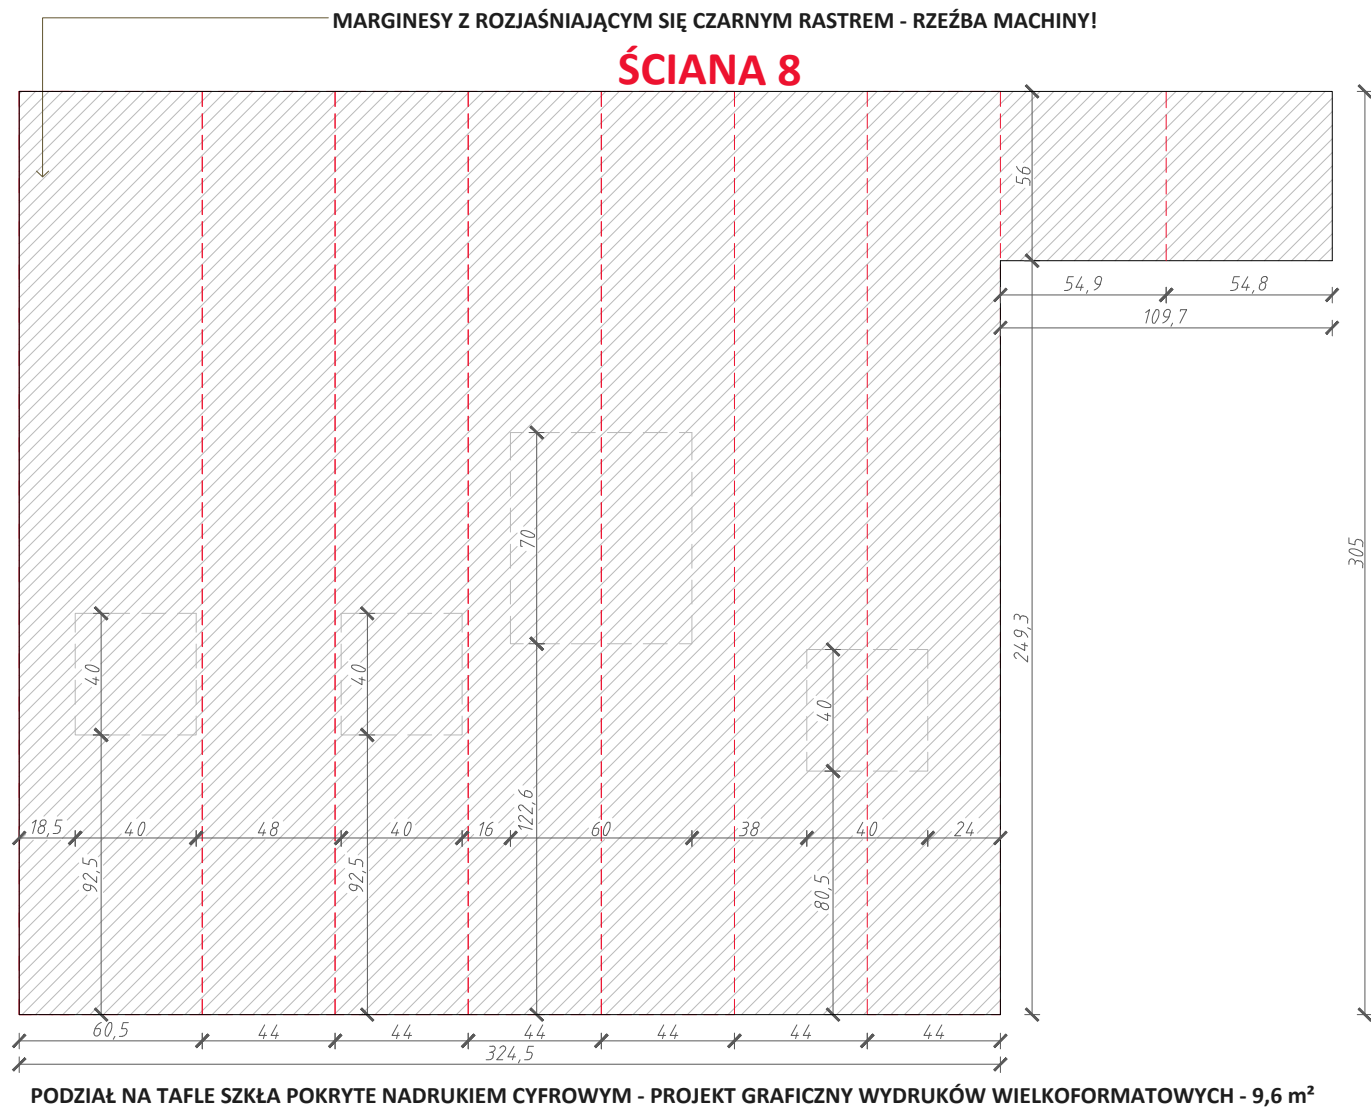 MARGINESY Z ROZJAŚNIAJĄCYM SIĘ CZARNYM RASTREM - RZEŹBA MACHINY!
ŚCIANA 8
56
54,9 54,8
109,7
70
305
249,3
40 40 40
122,6
18,5 40 48 40 16 60 38 40 24
92,5 92,5 80,5
60,5 44 44 44 44 44 44
324,5
PODZIAŁ NA TAFLE SZKŁA POKRYTE NADRUKIEM CYFROWYM - PROJEKT GRAFICZNY WYDRUKÓW WIELKOFORMATOWYCH - 9,6 m²